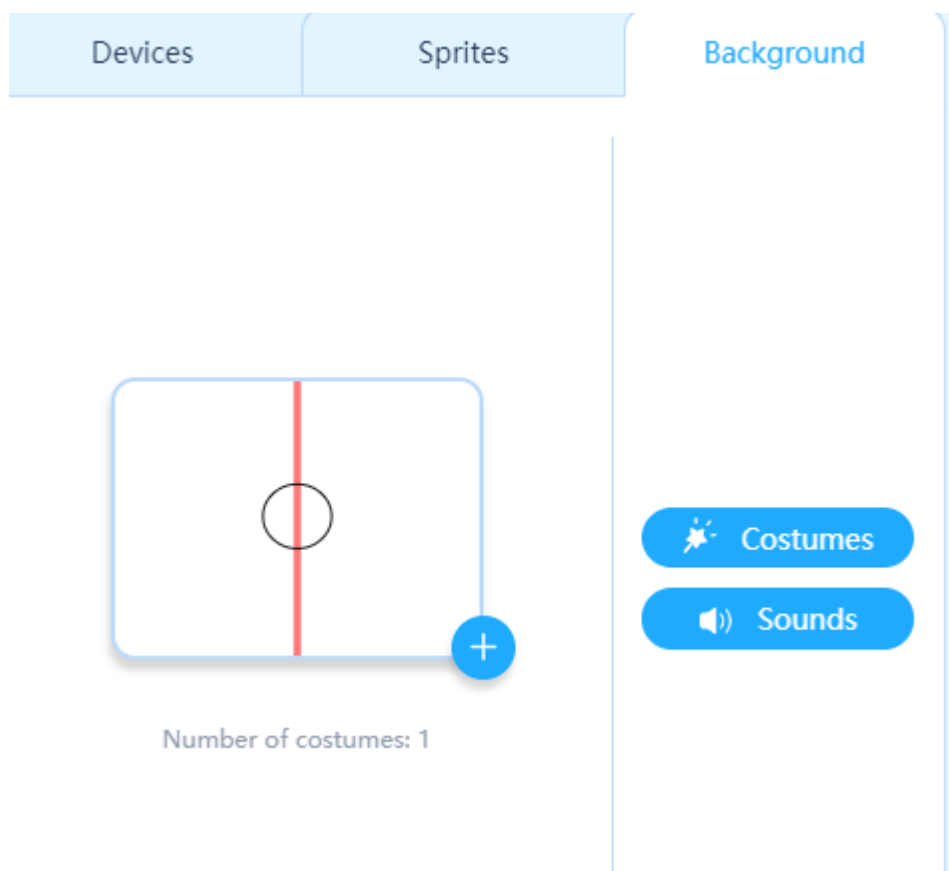 Devices
Sprites
Background
Costumes
Sounds
Number of costumes: 1